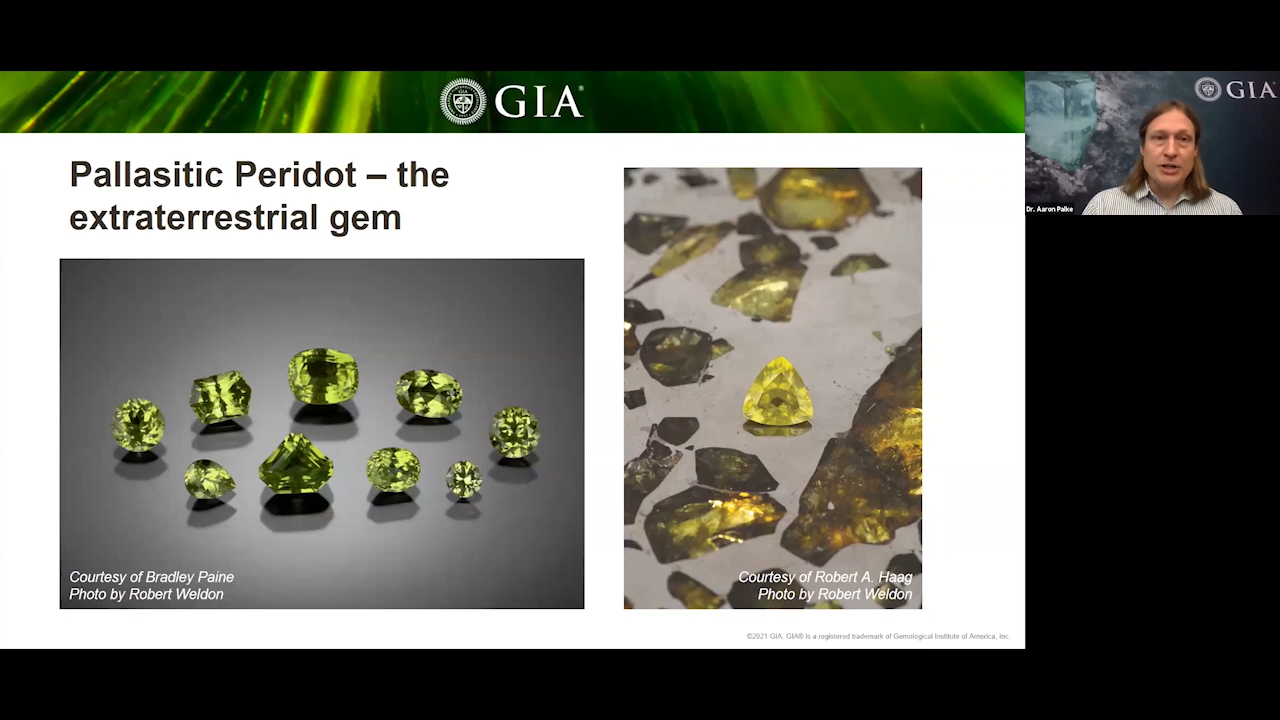 GIA
Pallasitic Peridot – the
extraterrestrial gem
Courtesy of Bradley Paine
Photo by Robert Weldon
Courtesy of Robert A. Haag
Photo by Robert Weldon
©2021 GIA. GIA® is a registered trademark of Gemological Institute of America, Inc.
GIA
Dr. Aaron Palke